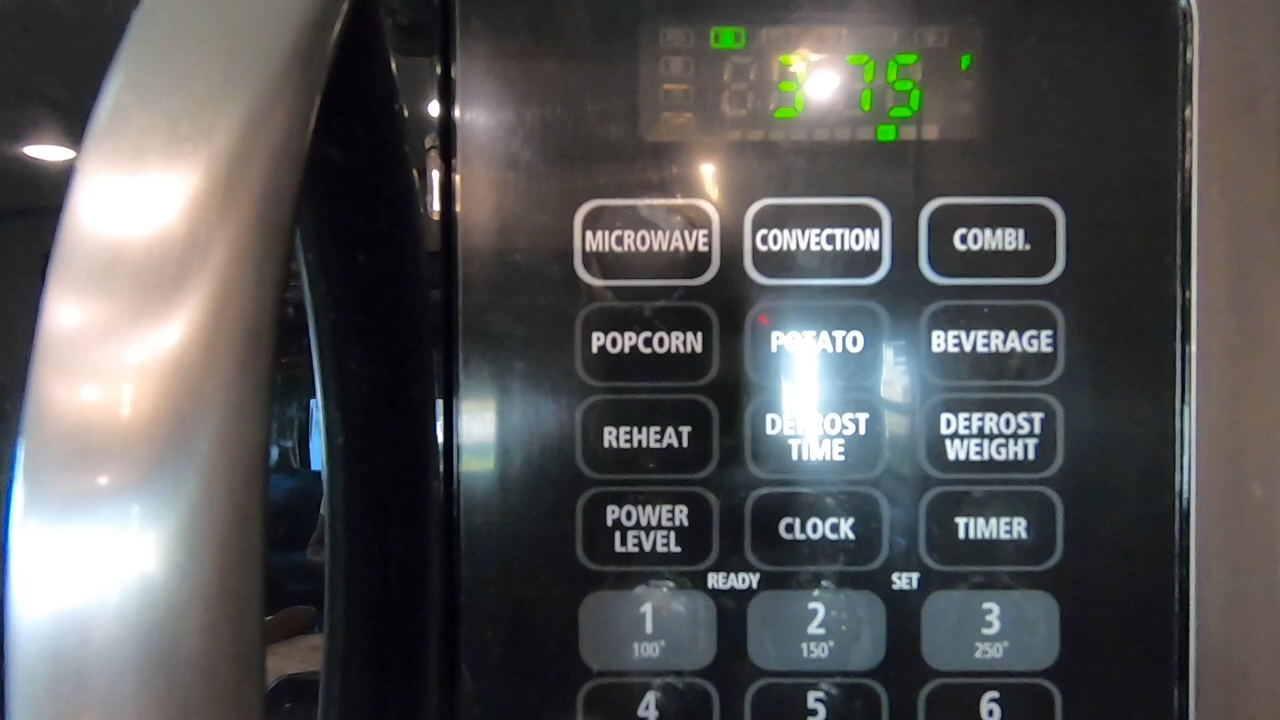 375
MICROWAVE CONVECTION COMBI.
POPCORN POTATO BEVERAGE
REHEAT DEFROST TIME DEFROST WEIGHT
POWER LEVEL CLOCK TIMER
READY SET
1 2 3
100° 150° 250°
4 5 6